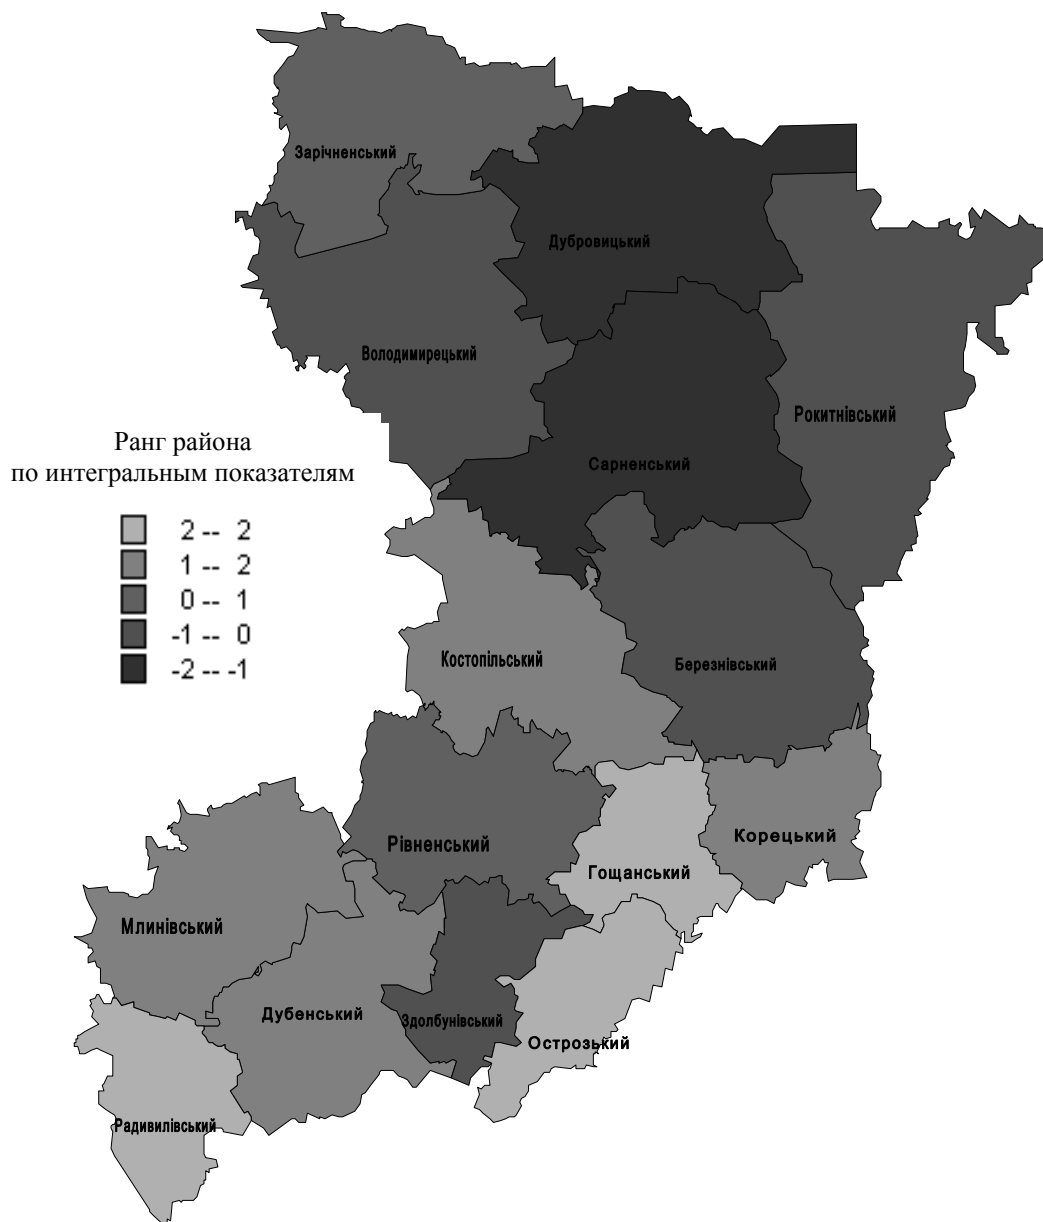 Зарічненський
Дубровицький
Володимирецький
Рокитнівський
Ранг района
по интегральным показателям
Сарненський
2 -- 2
1 -- 2
0 -- 1
-1 -- 0
-2 -- -1
Костопільський
Березнівський
Рівненський
Корецький
Гощанський
Млинівський
Дубенський
Здолбунівський
Острозький
Радивилівський